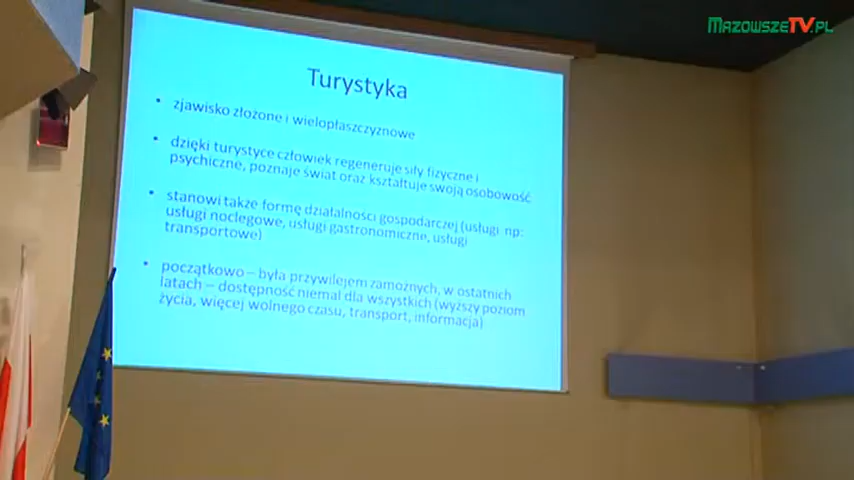 MAZOWSZETV.PL
Turystyka
• zjawisko złożone i wielopłaszczyznowe
• dzięki turystyce człowiek regeneruje siły fizyczne i
psychiczne, poznaje świat oraz kształtuje swoją osobowość
• stanowi także formę działalności gospodarczej (usługi np:
usługi noclegowe, usługi gastronomiczne, usługi
transportowe)
• początkowo – była przywilejem zamożnych, w ostatnich
latach – dostępność niemal dla wszystkich (wyższy poziom
życia, więcej wolnego czasu, transport, informacja)